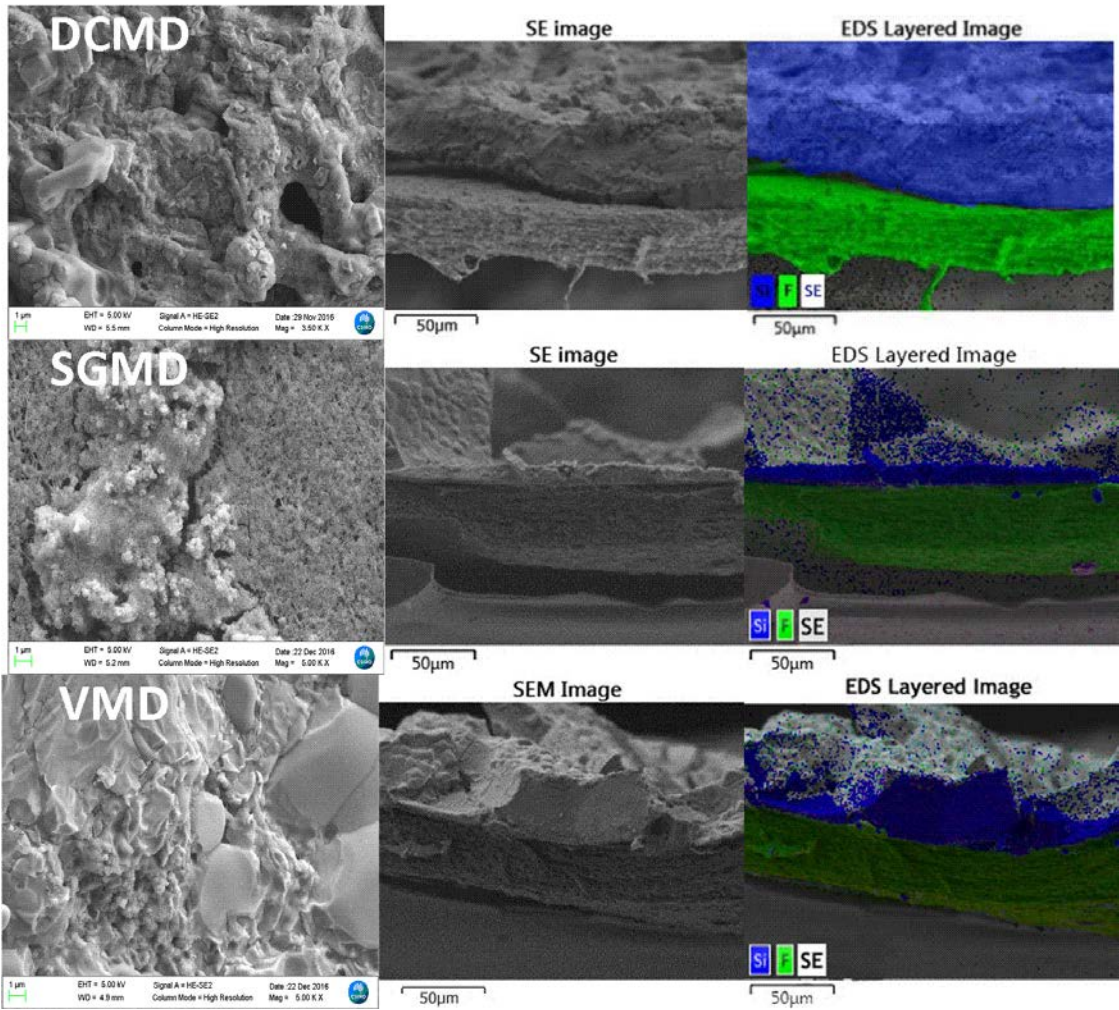 DCMD
1 µm
EHT = 5.00 kV
WD = 5.5 mm
Signal A = HE-SE2
Column Mode = High Resolution
Date :29 Nov 2016
Mag = 3.50 K X
CSIRO
SE image
50µm
EDS Layered Image
Si F SE
50µm
SGMD
1 µm
EHT = 5.00 kV
WD = 5.2 mm
Signal A = HE-SE2
Column Mode = High Resolution
Date :22 Dec 2016
Mag = 5.00 K X
CSIRO
SE image
50µm
EDS Layered Image
Si F SE
50µm
VMD
1 µm
EHT = 5.00 kV
WD = 4.9 mm
Signal A = HE-SE2
Column Mode = High Resolution
Date :22 Dec 2016
Mag = 5.00 K X
CSIRO
SEM Image
50µm
EDS Layered Image
Si F SE
50µm